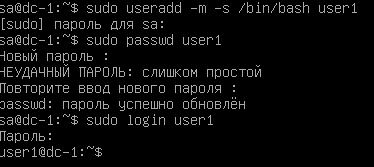 sa@dc-1:~$ sudo useradd -m -s /bin/bash user1
[sudo] пароль для sa:
sa@dc-1:~$ sudo passwd user1
Новый пароль :
НЕУДАЧНЫЙ ПАРОЛЬ: слишком простой
Повторите ввод нового пароля :
passwd: пароль успешно обновлён
sa@dc-1:~$ sudo login user1
Пароль:
user1@dc-1:~$